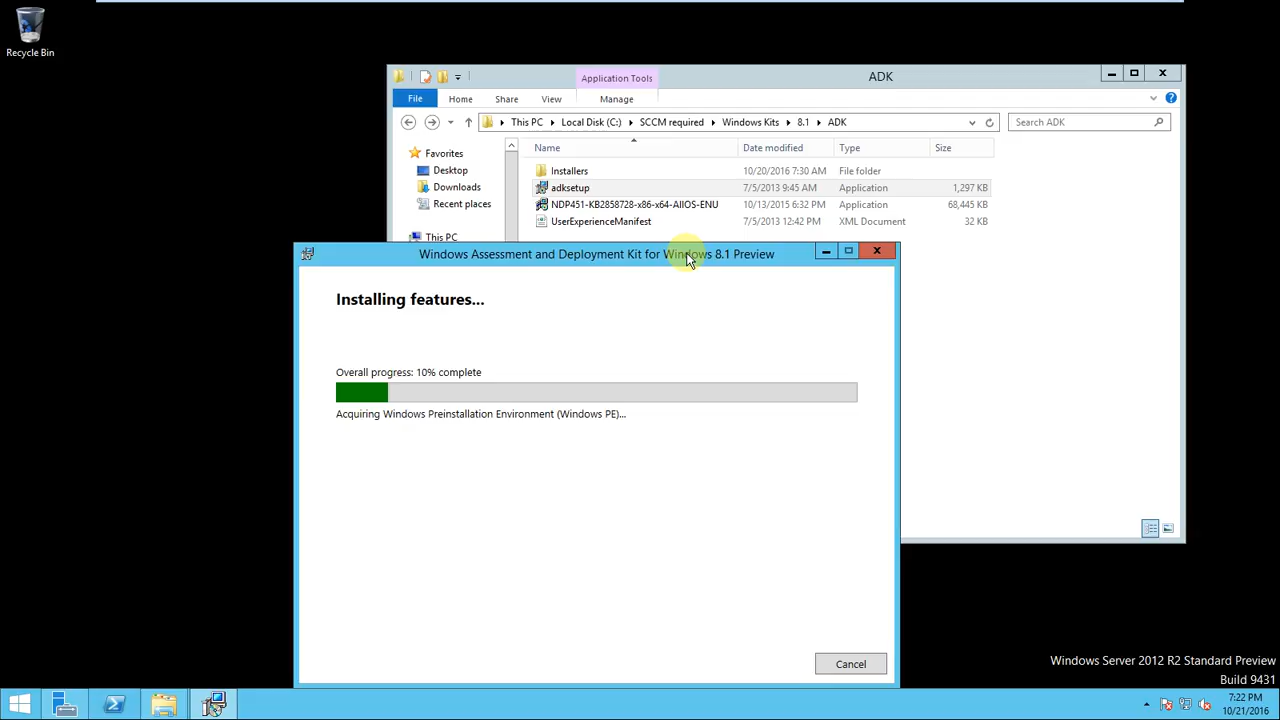 Recycle Bin
Application Tools
ADK
File
Home
Share
View
Manage
This PC
Local Disk (C:)
SCCM required
Windows Kits
8.1
ADK
Search ADK
Favorites
Desktop
Downloads
Recent places
This PC
Name
Date modified
Type
Size
Installers
10/20/2016 7:30 AM
File folder
adksetup
7/5/2013 9:45 AM
Application
1,297 KB
NDP451-KB2858728-x86-x64-AllOS-ENU
10/13/2015 6:32 PM
Application
68,445 KB
UserExperienceManifest
7/5/2013 12:42 PM
XML Document
32 KB
Windows Assessment and Deployment Kit for Windows 8.1 Preview
Installing features...
Overall progress: 10% complete
Acquiring Windows Preinstallation Environment (Windows PE)...
Cancel
Windows Server 2012 R2 Standard Preview
Build 9431
7:22 PM
10/21/2016